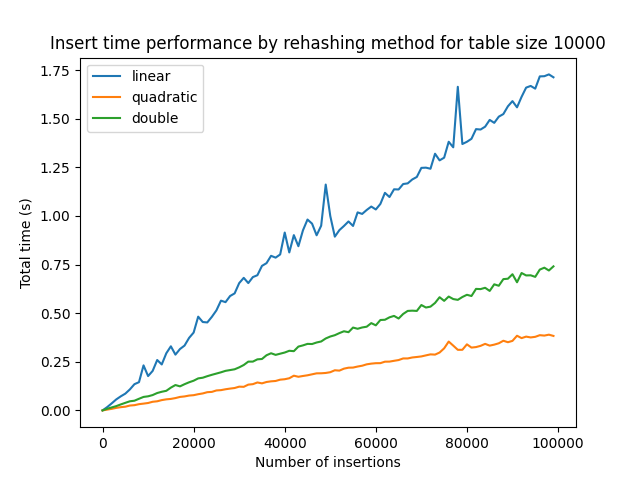 Insert time performance by rehashing method for table size 10000
linear
quadratic
double
Total time (s)
1.75
1.50
1.25
1.00
0.75
0.50
0.25
0.00
0 20000 40000 60000 80000 100000
Number of insertions